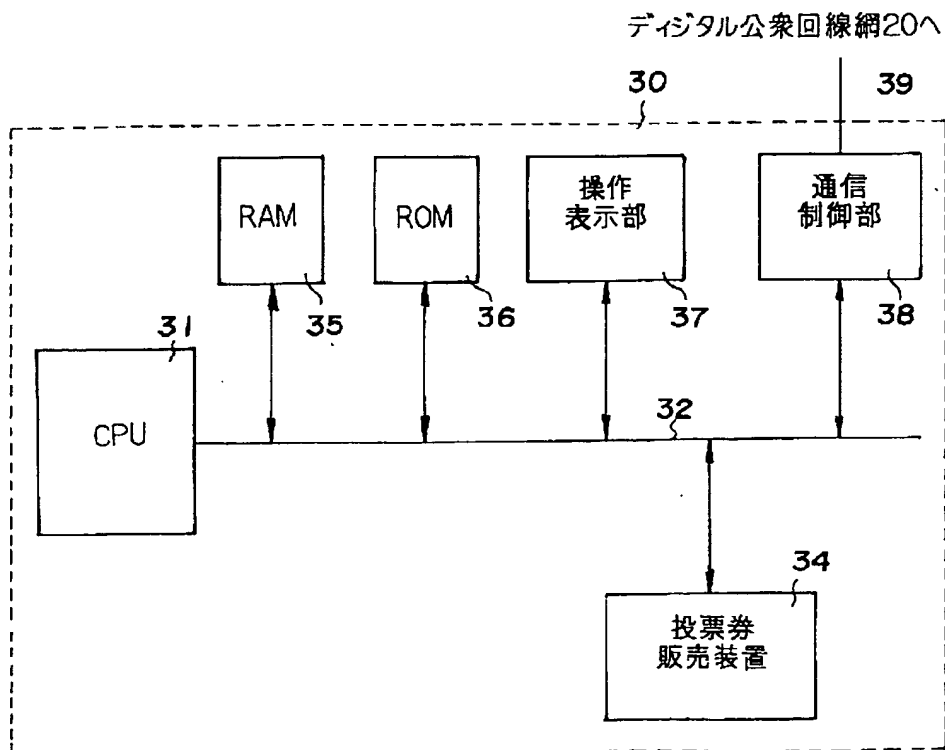 ディジタル公衆回線網20へ
30
39
RAM
ROM
操作
表示部
通信
制御部
35
36
37
38
31
CPU
32
34
投票券
販売装置